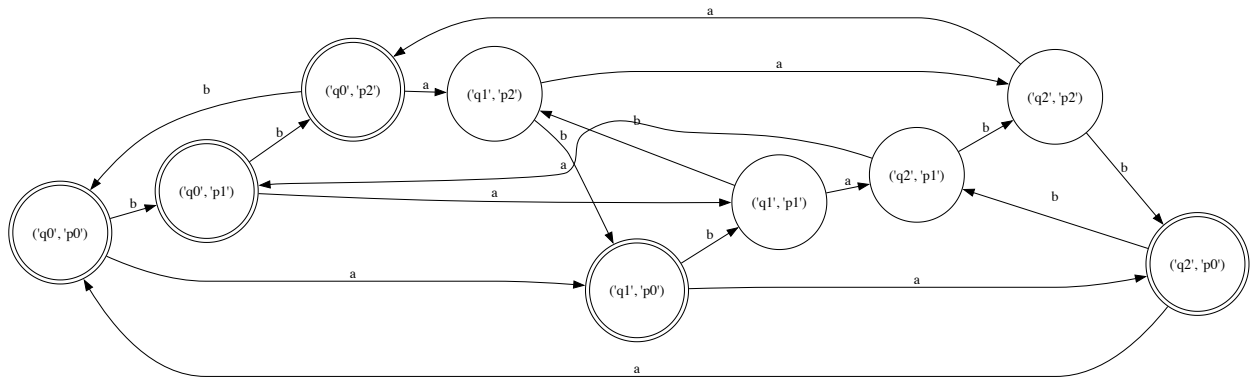 a
('q0', 'p2')
a
('q1', 'p2')
a
('q2', 'p2')
b
b
b
b
b
('q0', 'p1')
a
('q2', 'p1')
b
a
a
('q1', 'p1')
b
b
('q0', 'p0')
b
('q2', 'p0')
a
a
('q1', 'p0')
a